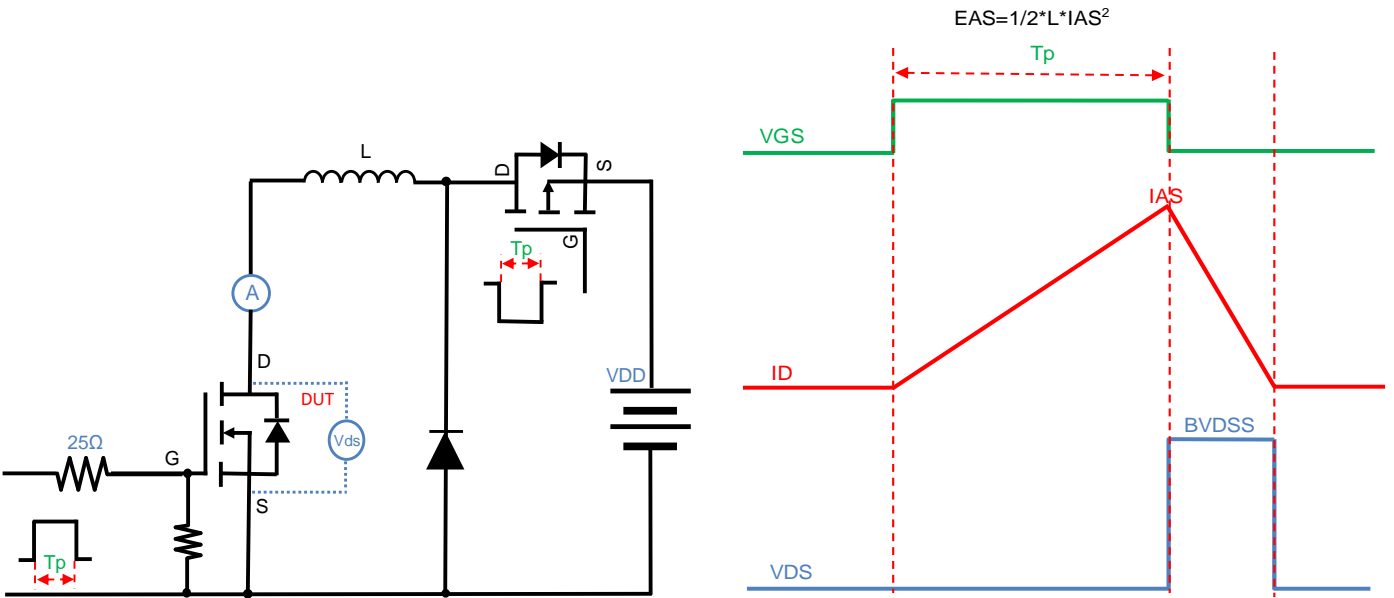 L
D
S
G
Tp
A
D
DUT
Vds
25Ω
G
S
Tp
VDD
EAS=1/2*L*IAS²
Tp
VGS
IAS
ID
BVDSS
VDS